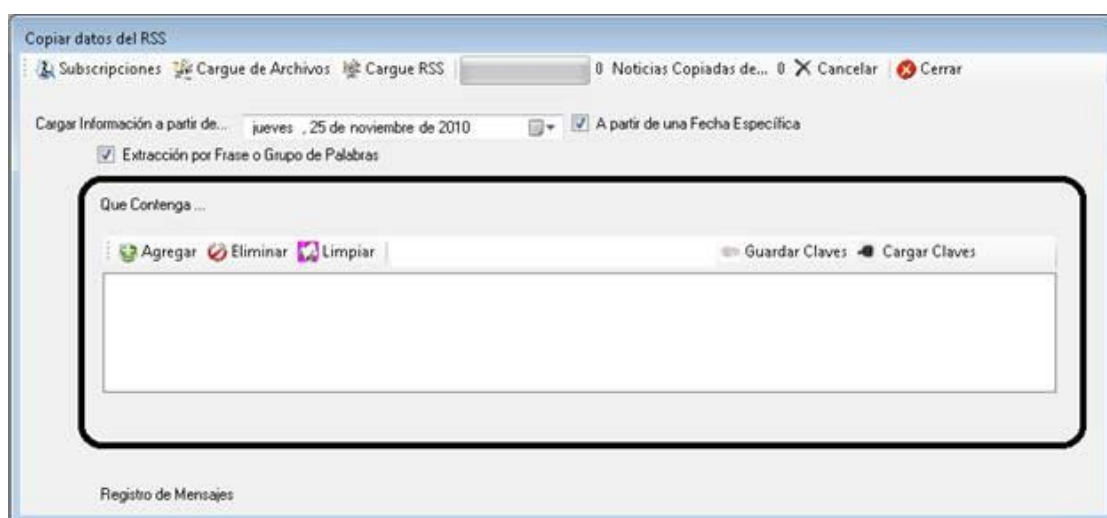 Copiar datos del RSS
Subscripciones Cargue de Archivos Cargue RSS 0 Noticias Copiadas de... 0 Cancelar Cerrar
Cargar Información a partir de... jueves , 25 de noviembre de 2010 A partir de una Fecha Específica
Extracción por Frase o Grupo de Palabras
Que Contenga ...
Agregar Eliminar Limpiar Guardar Claves Cargar Claves
Registro de Mensajes